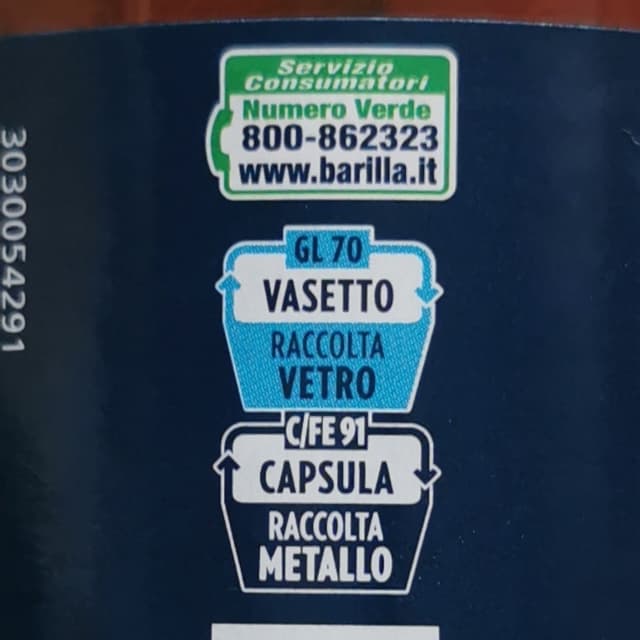 Servizio
Consumatori
Numero Verde
800-862323
www.barilla.it
GL 70
VASETTO
RACCOLTA
VETRO
C/FE 91
CAPSULA
RACCOLTA
METALLO
3030054291